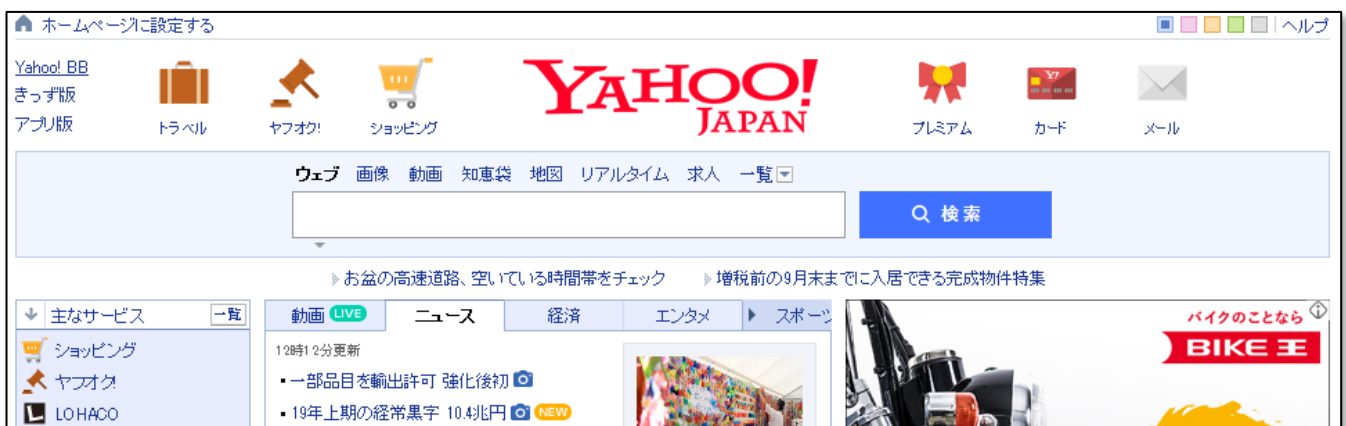 ホームページに設定する
ヘルプ
Yahoo! BB
きっず版
アプリ版
トラベル
ヤフオク!
ショッピング
YAHOO!
JAPAN
プレミアム
Y!
カード
メール
ウェブ 画像 動画 知恵袋 地図 リアルタイム 求人 一覧
検索
お盆の高速道路、空いている時間帯をチェック
増税前の9月末までに入居できる完成物件特集
主なサービス 一覧
ショッピング
ヤフオク!
LOHACO
動画 LIVE ニュース 経済 エンタメ スポーツ
12時12分更新
一部品目を輸出許可 強化後初
19年上期の経常黒字 10.4兆円 NEW
バイクのことなら
BIKE 王